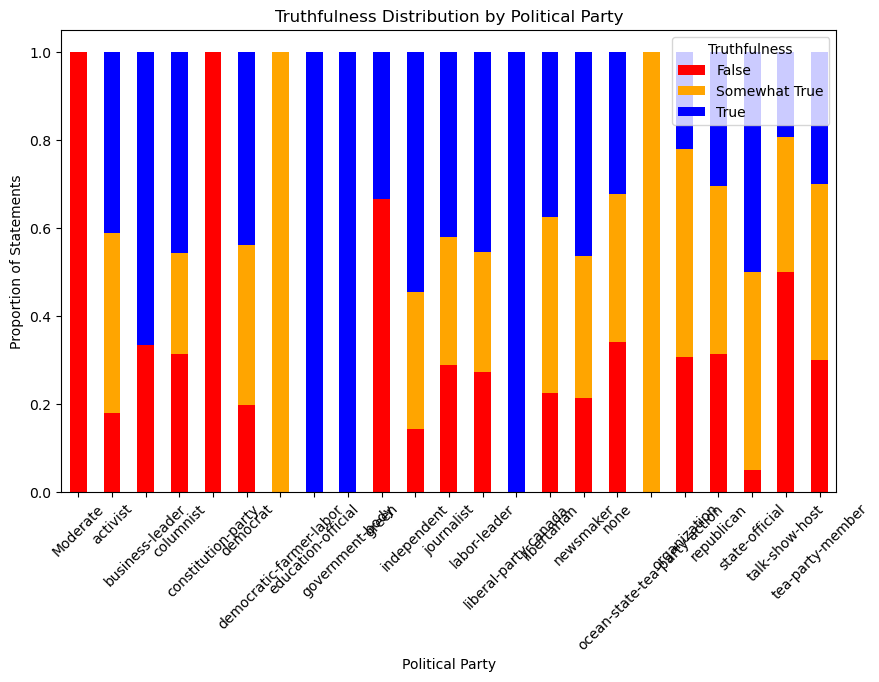 Truthfulness Distribution by Political Party
Truthfulness
False
Somewhat True
True
Proportion of Statements
1.0
0.8
0.6
0.4
0.2
0.0
Moderate
activist
business-leader
columnist
constitution-party
democrat
democratic-farmer-labor
education-official
government-body
green
independent
journalist
labor-leader
liberal-party-canada
libertarian
newsmaker
none
ocean-state-tea-party-action
organization
republican
state-official
talk-show-host
tea-party-member
Political Party